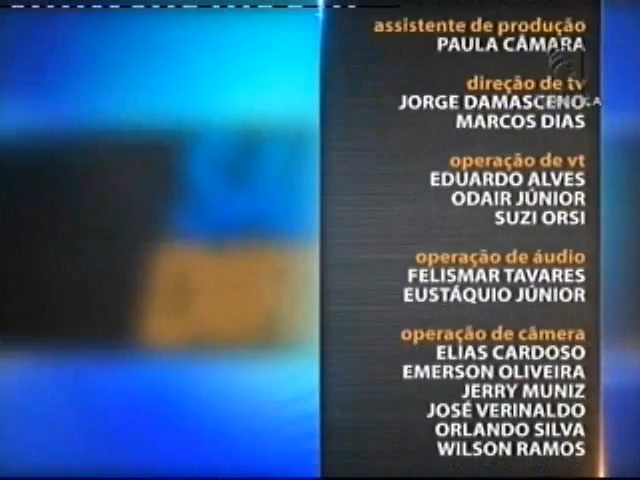 assistente de produção
PAULA CÂMARA
direção de tv
JORGE DAMASCENO
MARCOS DIAS
operação de vt
EDUARDO ALVES
ODAIR JÚNIOR
SUZI ORSI
operação de áudio
FELISMAR TAVARES
EUSTÁQUIO JÚNIOR
operação de câmera
ELIAS CARDOSO
EMERSON OLIVEIRA
JERRY MUNIZ
JOSÉ VERINALDO
ORLANDO SILVA
WILSON RAMOS